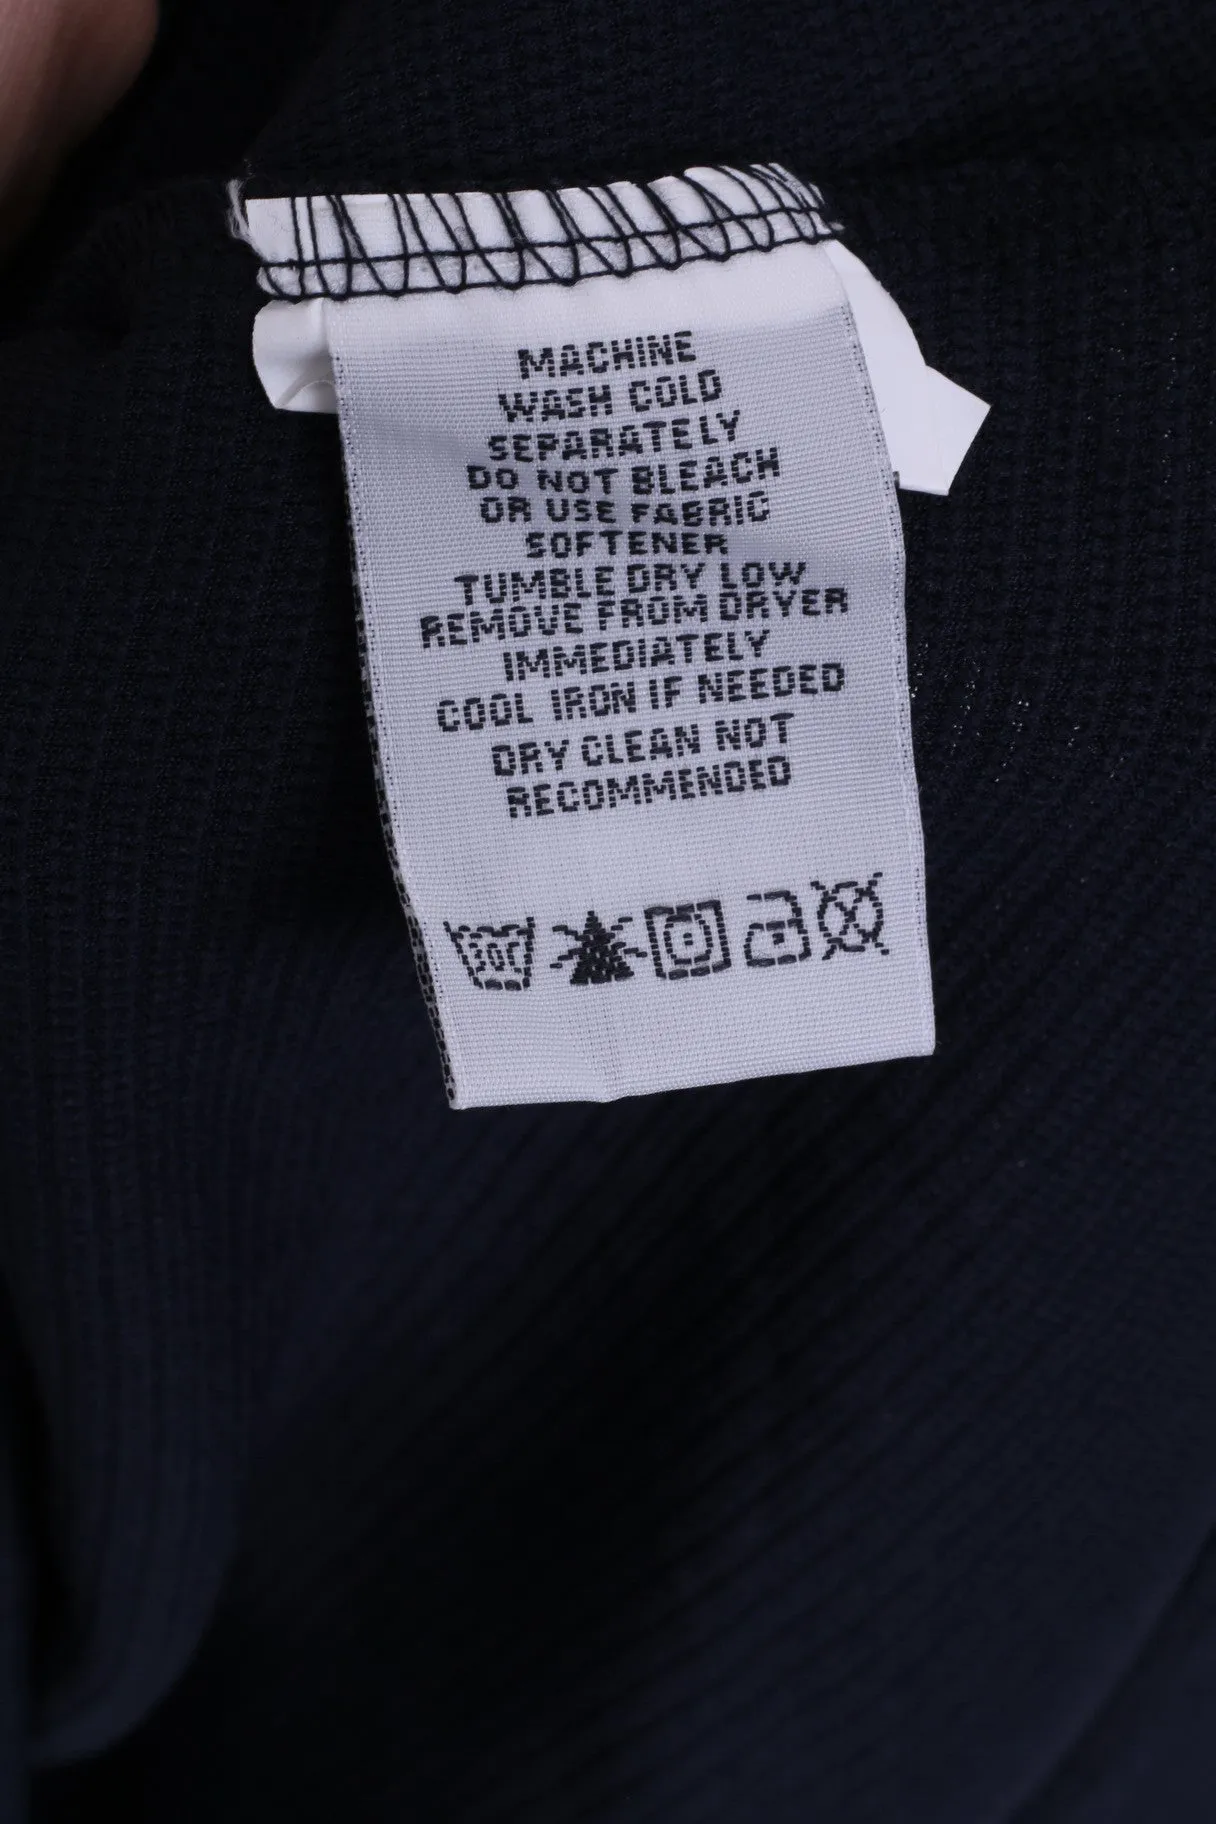 MACHINE
WASH COLD
SEPARATELY
DO NOT BLEACH
OR USE FABRIC
SOFTENER
TUMBLE DRY LOW
REMOVE FROM DRYER
IMMEDIATELY
COOL IRON IF NEEDED
DRY CLEAN NOT
RECOMMENDED